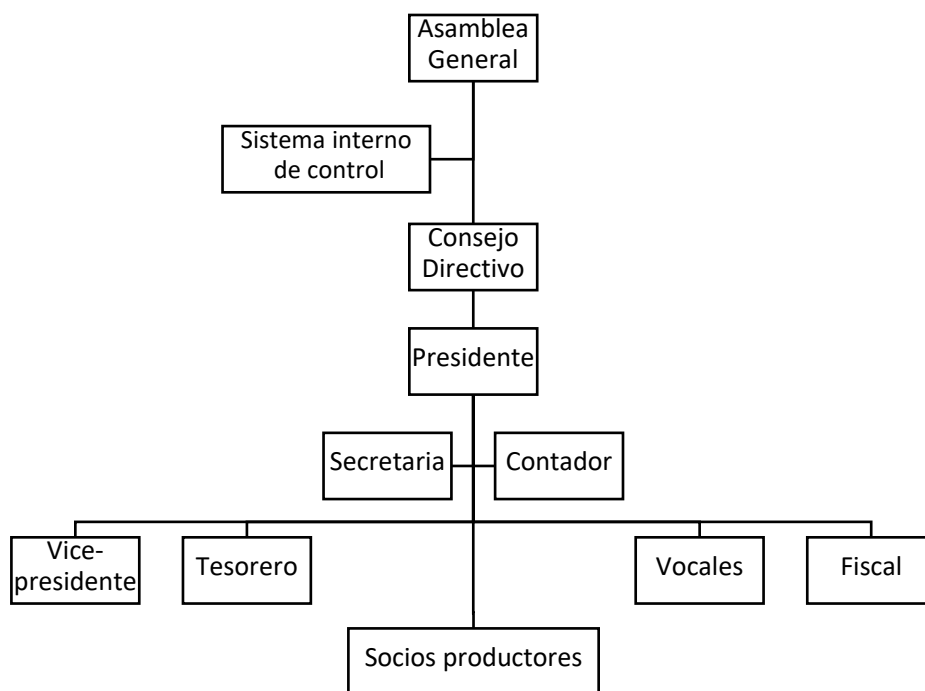 Asamblea
General
Sistema interno
de control
Consejo
Directivo
Presidente
Secretaria
Contador
Vice-
presidente
Tesorero
Vocales
Fiscal
Socios productores